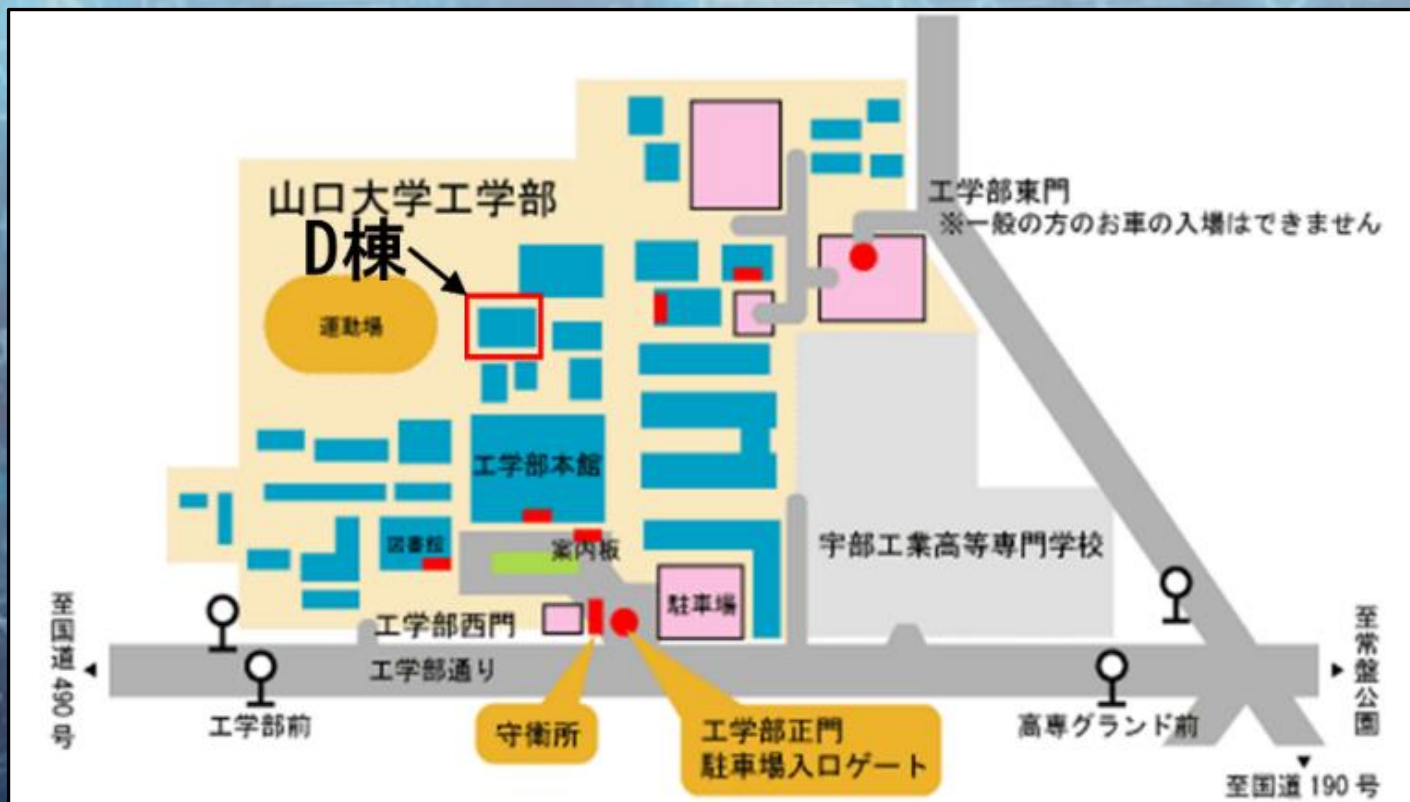 山口大学工学部
D棟
工学部東門
※一般の方のお車の入場はできません
運動場
工学部本館
図書館
案内板
宇部工業高等専門学校
駐車場
至国道490号
工学部西門
至常盤公園
工学部通り
工学部前
守衛所
工学部正門
駐車場入口ゲート
高専グランド前
至国道190号